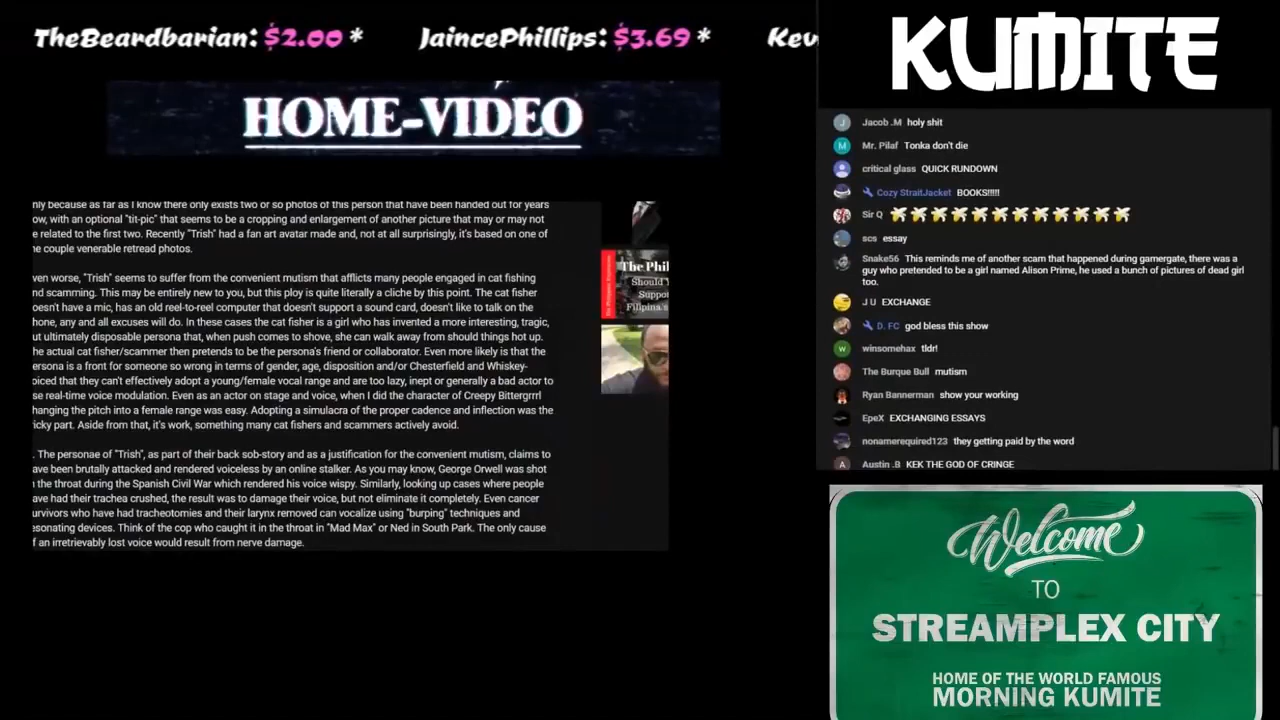 TheBeardbarian: $2.00 * JaincePhillips: $3.69 * Kev
KUMITE
HOME-VIDEO
nly because as far as I know there only exists two or so photos of this person that have been handed out for years
ow, with an optional "tit-pic" that seems to be a cropping and enlargement of another picture that may or may not
e related to the first two. Recently "Trish" had a fan art avatar made and, not at all surprisingly, it's based on one of
e couple venerable retread photos.
ven worse, "Trish" seems to suffer from the convenient mutism that afflicts many people engaged in cat fishing
nd scamming. This may be entirely new to you, but this ploy is quite literally a cliche by this point. The cat fisher
oesn't have a mic, has an old reel-to-reel computer that doesn't support a sound card, doesn't like to talk on the
hone, any and all excuses will do. In these cases the cat fisher is a girl who has invented a more interesting, tragic,
ut ultimately disposable persona that, when push comes to shove, she can walk away from should things hot up.
he actual cat fisher/scammer then pretends to be the persona's friend or collaborator. Even more likely is that the
ersona is a front for someone so wrong in terms of gender, age, disposition and/or Chesterfield and Whiskey-
oiced that they can't effectively adopt a young/female vocal range and are too lazy, inept or generally a bad actor to
se real-time voice modulation. Even as an actor on stage and voice, when I did the character of Creepy Bittergrrrl
hanging the pitch into a female range was easy. Adopting a simulacra of the proper cadence and inflection was the
ricky part. Aside from that, it's work, something many cat fishers and scammers actively avoid.
. The personae of "Trish", as part of their back sob-story and as a justification for the convenient mutism, claims to
ave been brutally attacked and rendered voiceless by an online stalker. As you may know, George Orwell was shot
n the throat during the Spanish Civil War which rendered his voice wispy. Similarly, looking up cases where people
ave had their trachea crushed, the result was to damage their voice, but not eliminate it completely. Even cancer
urvivors who have had tracheotomies and their larynx removed can vocalize using "burping" techniques and
esonating devices. Think of the cop who caught it in the throat in "Mad Max" or Ned in South Park. The only cause
f an irretrievably lost voice would result from nerve damage.
The Phil
Should Y
Suppo
Filipina's
J Jacob .M holy shit
M Mr. Pilaf Tonka don't die
critical glass QUICK RUNDOWN
Cozy StraitJacket BOOKS!!!!!
Sir Q
scs essay
Snake56 This reminds me of another scam that happened during gamergate, there was a
guy who pretended to be a girl named Alison Prime, he used a bunch of pictures of dead girl
too.
J U EXCHANGE
D. FC god bless this show
w winsomehax tldr!
The Burque Bull mutism
Ryan Bannerman show your working
EpeX EXCHANGING ESSAYS
nonamerequired123 they getting paid by the word
A Austin .B KEK THE GOD OF CRINGE
Welcome
TO
STREAMPLEX CITY
HOME OF THE WORLD FAMOUS
MORNING KUMITE